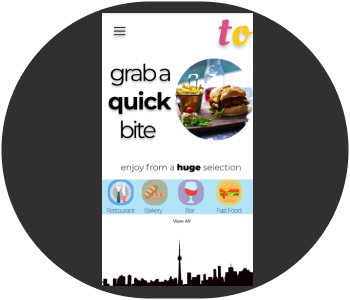 to
grab a
quick
bite
enjoy from a huge selection
Restaurant Bakery Bar Fast Food
View All